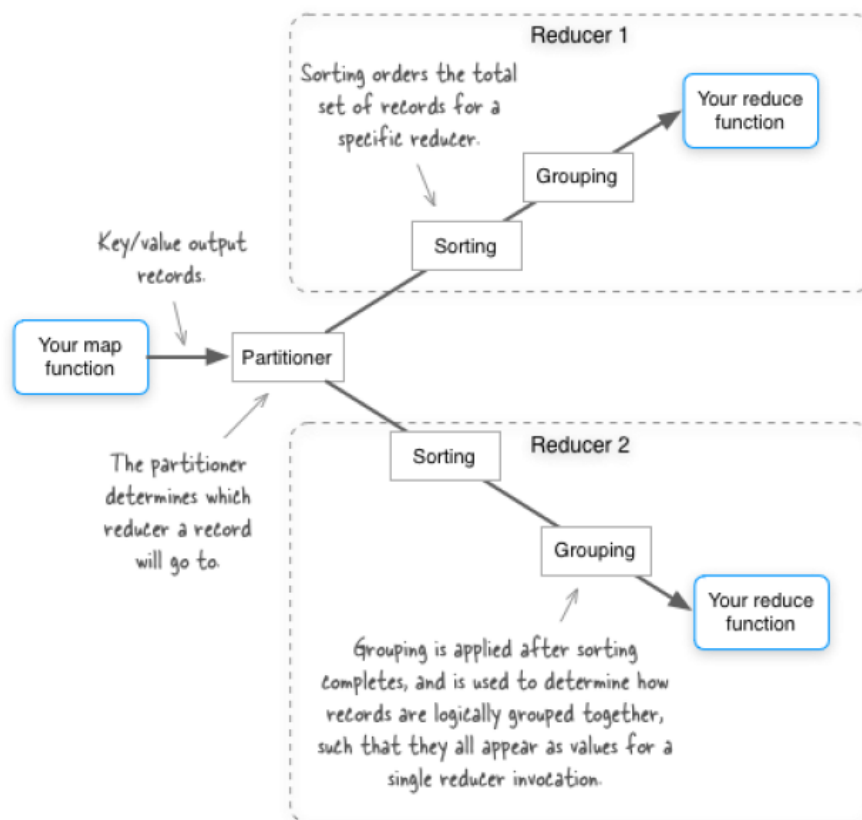 Reducer 1
Sorting orders the total
set of records for a
specific reducer.
Your reduce
function
Grouping
Sorting
Key/value output
records.
Your map
function
Partitioner
The partitioner
determines which
reducer a record
will go to.
Reducer 2
Sorting
Grouping
Your reduce
function
Grouping is applied after sorting
completes, and is used to determine how
records are logically grouped together,
such that they all appear as values for a
single reducer invocation.